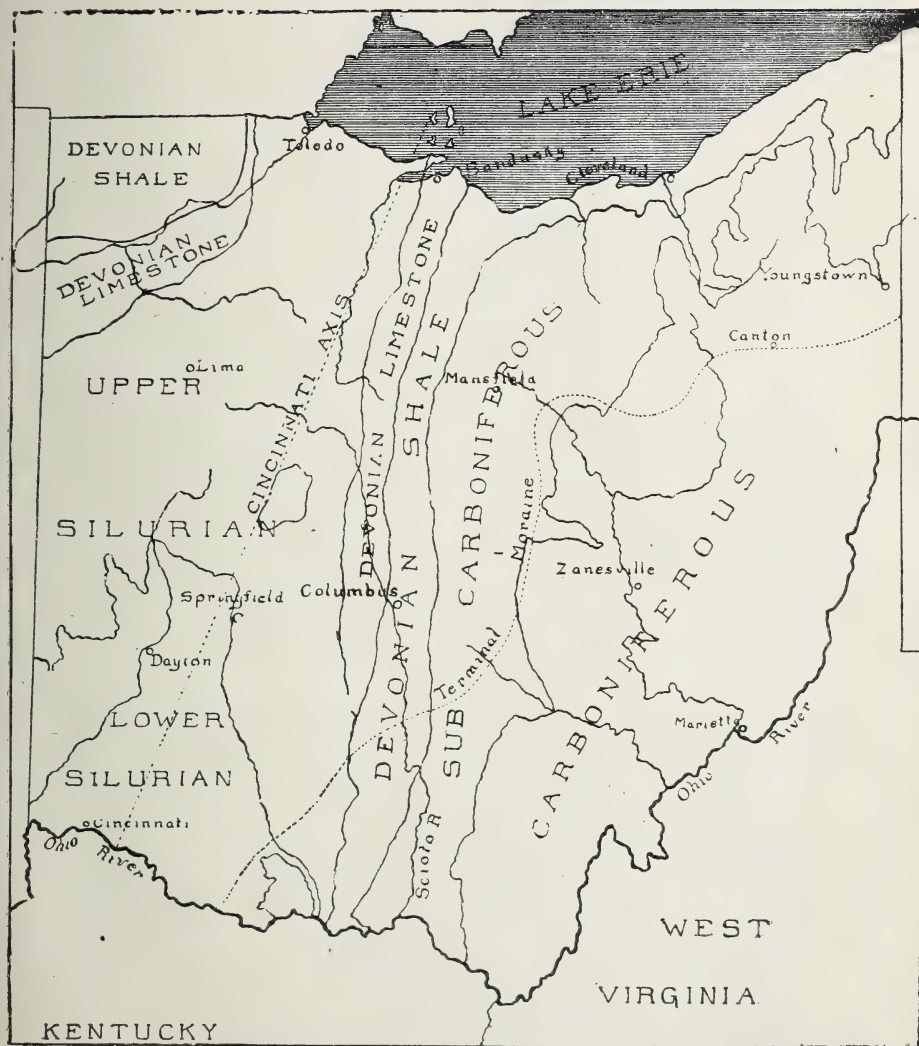 LAKE ERIE
DEVONIAN
SHALE
Toledo
Sandusky
Cleveland
DEVONIAN
LIMESTONE
Youngstown
CINCINNATI AXIS
DEVONIAN LIMESTONE
DEVONIAN SHALE
SUB CARBONIFEROUS
Canton
Lima
UPPER
SILURIAN
Mansfield
Terminal Moraine
CARBONIFEROUS
Zanesville
Springfield
Columbus
Dayton
LOWER
SILURIAN
Marietta
Ohio River
Cincinnati
Ohio River
Scioto R
WEST
VIRGINIA
KENTUCKY